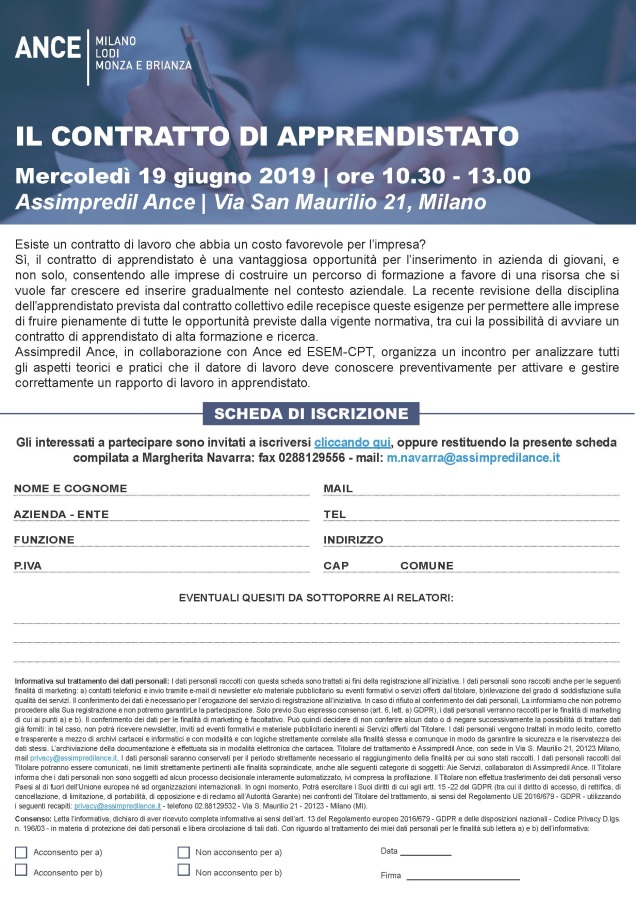 ANCE
MILANO
LODI
MONZA E BRIANZA
IL CONTRATTO DI APPRENDISTATO
Mercoledì 19 giugno 2019 | ore 10.30 - 13.00
Assimpredil Ance | Via San Maurilio 21, Milano
Esiste un contratto di lavoro che abbia un costo favorevole per l'impresa?
Sì, il contratto di apprendistato è una vantaggiosa opportunità per l'inserimento in azienda di giovani, e
non solo, consentendo alle imprese di costruire un percorso di formazione a favore di una risorsa che si
vuole far crescere ed inserire gradualmente nel contesto aziendale. La recente revisione della disciplina
dell'apprendistato prevista dal contratto collettivo edile recepisce queste esigenze per permettere alle imprese
di fruire pienamente di tutte le opportunità previste dalla vigente normativa, tra cui la possibilità di avviare un
contratto di apprendistato di alta formazione e ricerca.
Assimpredil Ance, in collaborazione con Ance ed ESEM-CPT, organizza un incontro per analizzare tutti
gli aspetti teorici e pratici che il datore di lavoro deve conoscere preventivamente per attivare e gestire
correttamente un rapporto di lavoro in apprendistato.
SCHEDA DI ISCRIZIONE
Gli interessati a partecipare sono invitati a iscriversi cliccando qui, oppure restituendo la presente scheda
compilata a Margherita Navarra: fax 0288129556 - mail: m.navarra@assimpredilance.it
NOME E COGNOME
MAIL
AZIENDA - ENTE
TEL
FUNZIONE
INDIRIZZO
P.IVA
CAP COMUNE
EVENTUALI QUESITI DA SOTTOPORRE AI RELATORI:
Informativa sul trattamento dei dati personali: I dati personali raccolti con questa scheda sono trattati ai fini della registrazione all'iniziativa. I dati personali sono raccolti anche per le seguenti
finalità di marketing: a) contatti telefonici e invio tramite e-mail di newsletter e/o materiale pubblicitario su eventi formativi o servizi offerti dal titolare, b)rilevazione del grado di soddisfazione sulla
qualità dei servizi. Il conferimento dei dati è necessario per l'erogazione del servizio di registrazione all'iniziativa. In caso di rifiuto al conferimento dei dati personali, La informiamo che non potremo
procedere alla Sua registrazione e non potremo garantirLe la partecipazione. Solo previo Suo espresso consenso (art. 6, lett. a) GDPR), i dati personali verranno raccolti per le finalità di marketing
di cui ai punti a) e b). Il conferimento dei dati per le finalità di marketing è facoltativo. Può quindi decidere di non conferire alcun dato o di negare successivamente la possibilità di trattare dati
già forniti: in tal caso, non potrà ricevere newsletter, inviti ad eventi formativi e materiale pubblicitario inerenti ai Servizi offerti dal Titolare. I dati personali vengono trattati in modo lecito, corretto
e trasparente a mezzo di archivi cartacei e informatici e con modalità e con logiche strettamente correlate alla finalità stessa e comunque in modo da garantire la sicurezza e la riservatezza dei
dati stessi. L'archiviazione della documentazione è effettuata sia in modalità elettronica che cartacea. Titolare del trattamento è Assimpredil Ance, con sede in Via S. Maurilio 21, 20123 Milano,
mail privacy@assimpredilance.it. I dati personali saranno conservati per il periodo strettamente necessario al raggiungimento della finalità per cui sono stati raccolti. I dati personali raccolti dal
Titolare potranno essere comunicati, nei limiti strettamente pertinenti alle finalità sopraindicate, anche alle seguenti categorie di soggetti: Aie Servizi, collaboratori di Assimpredil Ance. Il Titolare
informa che i dati personali non sono soggetti ad alcun processo decisionale interamente automatizzato, ivi compresa la profilazione. Il Titolare non effettua trasferimento dei dati personali verso
Paesi al di fuori dell'Unione europea né ad organizzazioni internazionali. In ogni momento, Potrà esercitare i Suoi diritti di cui agli artt. 15 -22 del GDPR (tra cui il diritto di accesso, di rettifica, di
cancellazione, di limitazione, di portabilità, di opposizione e di reclamo all'Autorità Garante) nei confronti del Titolare del trattamento, ai sensi del Regolamento UE 2016/679 - GDPR - utilizzando
i seguenti recapiti: privacy@assimpredilance.it - telefono 02.88129532 - Via S. Maurilio 21 - 20123 - Milano (MI).
Consenso: Letta l'informativa, dichiaro di aver ricevuto completa informativa ai sensi dell'art. 13 del Regolamento europeo 2016/679 - GDPR e delle disposizioni nazionali - Codice Privacy D.lgs.
n. 196/03 - in materia di protezione dei dati personali e libera circolazione di tali dati. Con riguardo al trattamento dei miei dati personali per le finalità sub lettera a) e b) dell'informativa:
Acconsento per a)
Non acconsento per a)
Data
Acconsento per b)
Non acconsento per b)
Firma